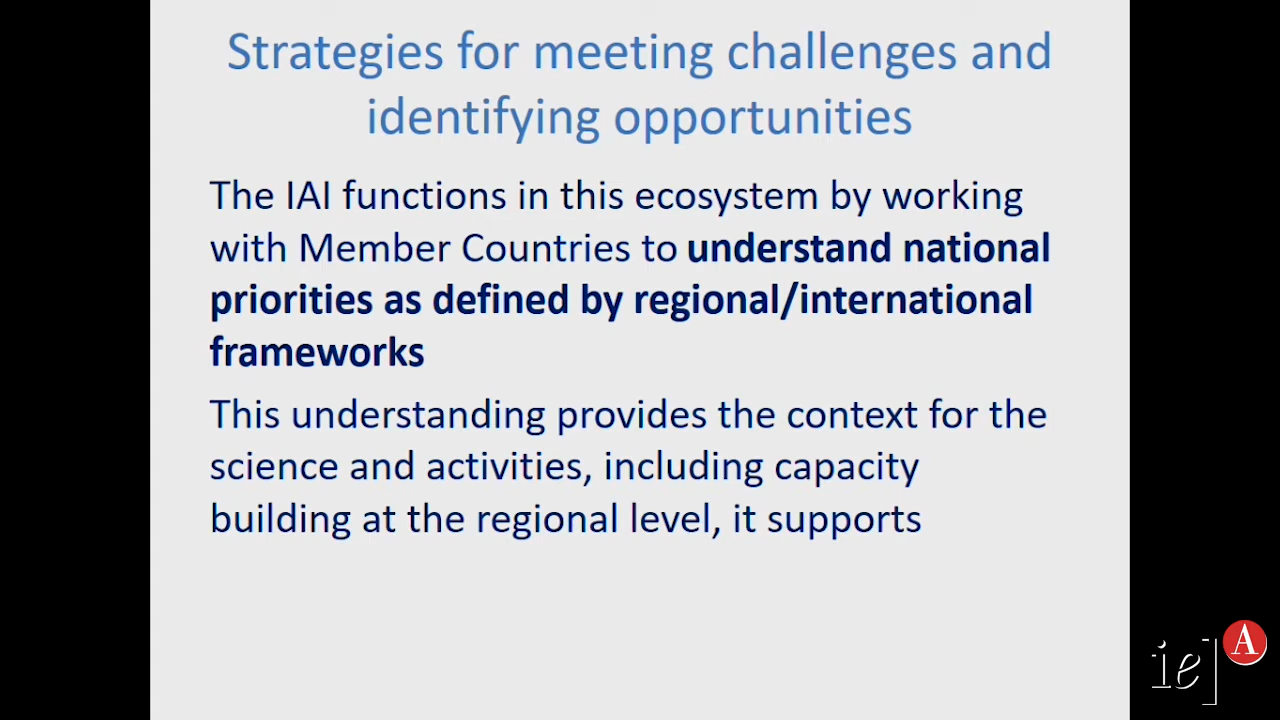 Strategies for meeting challenges and
identifying opportunities
The IAI functions in this ecosystem by working
with Member Countries to understand national
priorities as defined by regional/international
frameworks
This understanding provides the context for the
science and activities, including capacity
building at the regional level, it supports
ie] A